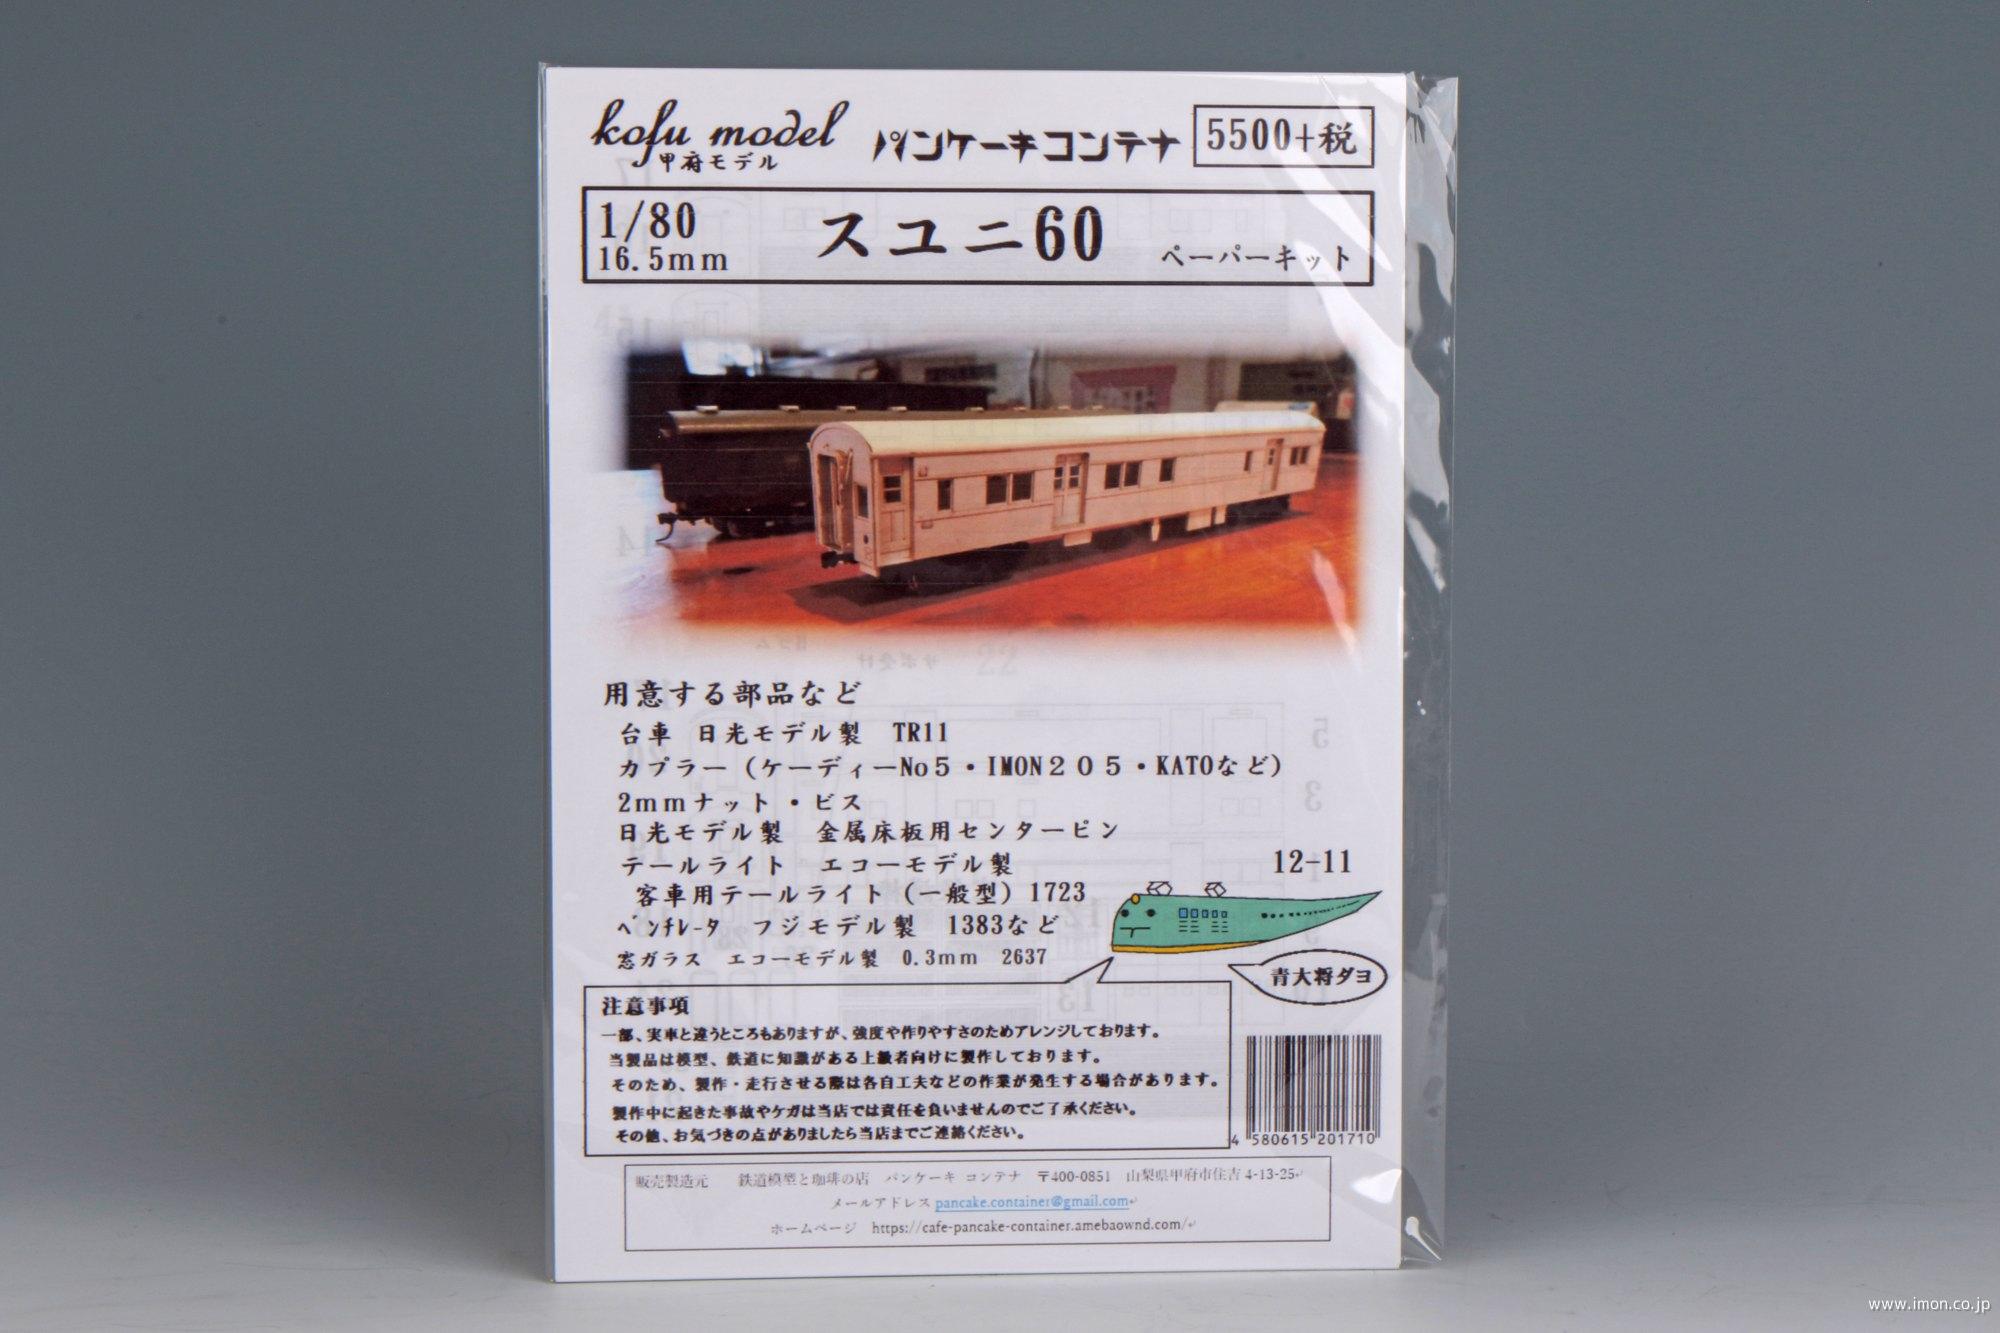 kofu model
甲府モデル
パンケーキコンテナ
5500+税
1/80
16.5mm
スユニ60
ペーパーキット
用意する部品など
台車 日光モデル製 TR11
カプラー（ケーディーNo5・IMON205・KATOなど）
2mmナット・ビス
日光モデル製 金属床板用センターピン
テールライト エコーモデル製
客車用テールライト（一般型）1723
ﾍﾞﾝﾁﾚｰﾀ フジモデル製 1383など
窓ガラス エコーモデル製 0.3mm 2637
12-11
青大将ダヨ
注意事項
一部、実車と違うところもありますが、強度や作りやすさのためアレンジしております。
当製品は模型、鉄道に知識がある上級者向けに製作しております。
そのため、製作・走行させる際は各自工夫などの作業が発生する場合があります。
製作中に起きた事故やケガは当店では責任を負いませんのでご了承ください。
その他、お気づきの点がありましたら当店までご連絡ください。
4 580615 201710
販売製造元 鉄道模型と珈琲の店 パンケーキ コンテナ 〒400-0851 山梨県甲府市住吉 4-13-25
メールアドレス pancake.container@gmail.com
ホームページ https://cafe-pancake-container.amebaownd.com/
www.imon.co.jp